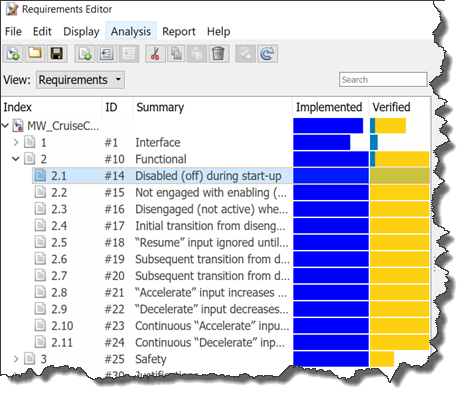 Requirements Editor
File Edit Display Analysis Report Help
View: Requirements Search
Index ID Summary Implemented Verified
MW_CruiseC...
1 #1 Interface
2 #10 Functional
2.1 #14 Disabled (off) during start-up
2.2 #15 Not engaged with enabling (...
2.3 #16 Disengaged (not active) whe...
2.4 #17 Initial transition from diseng...
2.5 #18 “Resume” input ignored until...
2.6 #19 Subsequent transition from d...
2.7 #20 Subsequent transition from d...
2.8 #21 “Accelerate” input increases ...
2.9 #22 “Decelerate” input decreases...
2.10 #23 Continuous “Accelerate” inpu...
2.11 #24 Continuous “Decelerate” inp...
3 #25 Safety